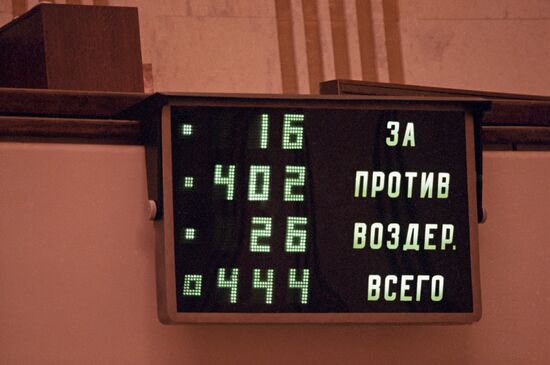 16 ЗА
402 ПРОТИВ
26 ВОЗДЕР.
444 ВСЕГО